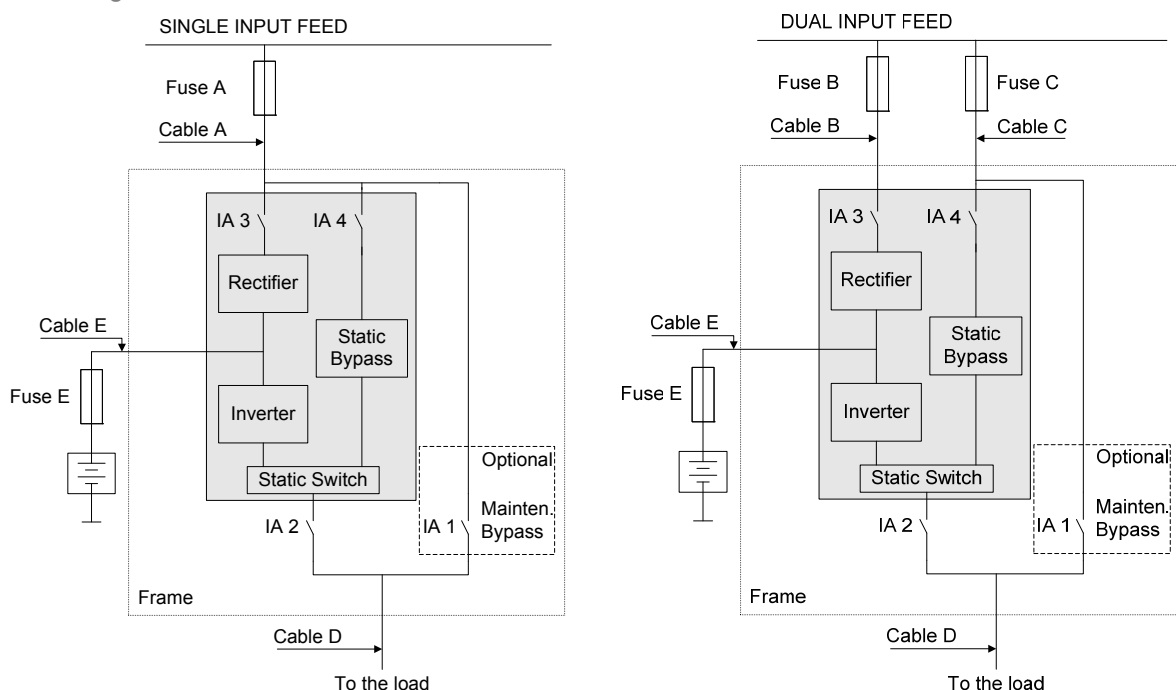 SINGLE INPUT FEED
Fuse A
Cable A
IA 3
IA 4
Rectifier
Cable E
Static
Bypass
Fuse E
Inverter
Static Switch
Optional
IA 2
IA 1
Mainten.
Bypass
Frame
Cable D
To the load
DUAL INPUT FEED
Fuse B
Fuse C
Cable B
Cable C
IA 3
IA 4
Rectifier
Cable E
Static
Bypass
Fuse E
Inverter
Static Switch
Optional
IA 2
IA 1
Mainten.
Bypass
Frame
Cable D
To the load